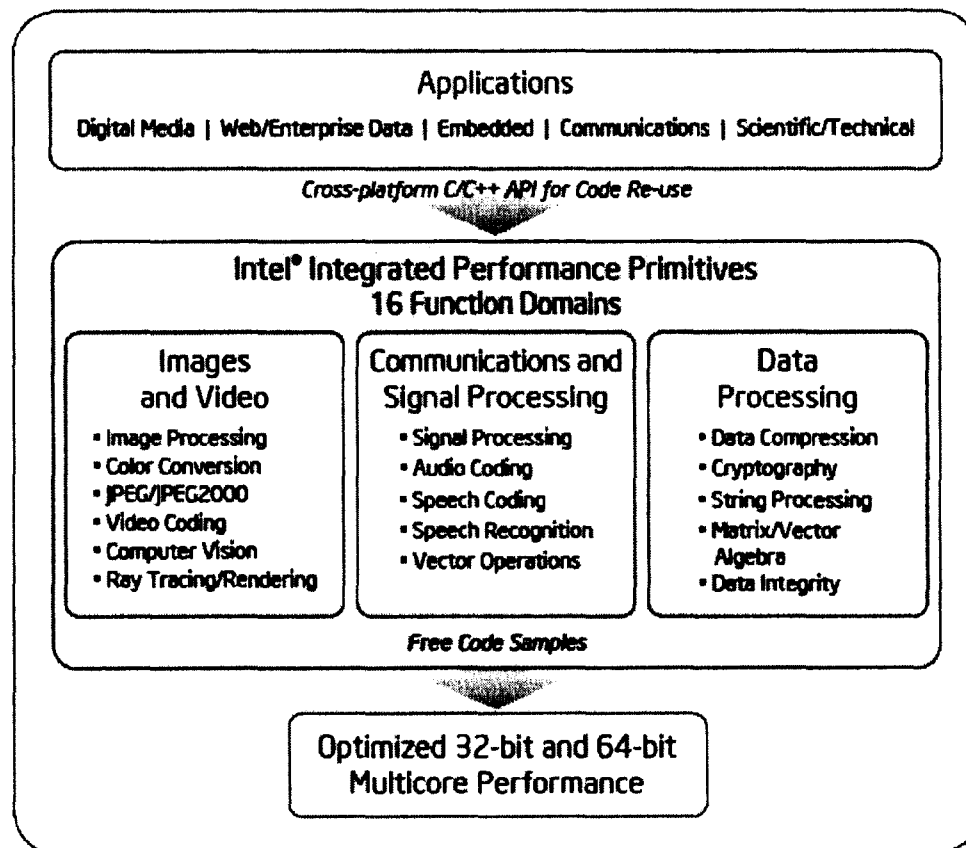 Applications
Digital Media | Web/Enterprise Data | Embedded | Communications | Scientific/Technical
Cross-platform C/C++ API for Code Re-use
Intel® Integrated Performance Primitives
16 Function Domains
Images
and Video
▪ Image Processing
▪ Color Conversion
▪ JPEG/JPEG2000
▪ Video Coding
▪ Computer Vision
▪ Ray Tracing/Rendering
Communications and
Signal Processing
▪ Signal Processing
▪ Audio Coding
▪ Speech Coding
▪ Speech Recognition
▪ Vector Operations
Data
Processing
▪ Data Compression
▪ Cryptography
▪ String Processing
▪ Matrix/Vector
Algebra
▪ Data Integrity
Free Code Samples
Optimized 32-bit and 64-bit
Multicore Performance